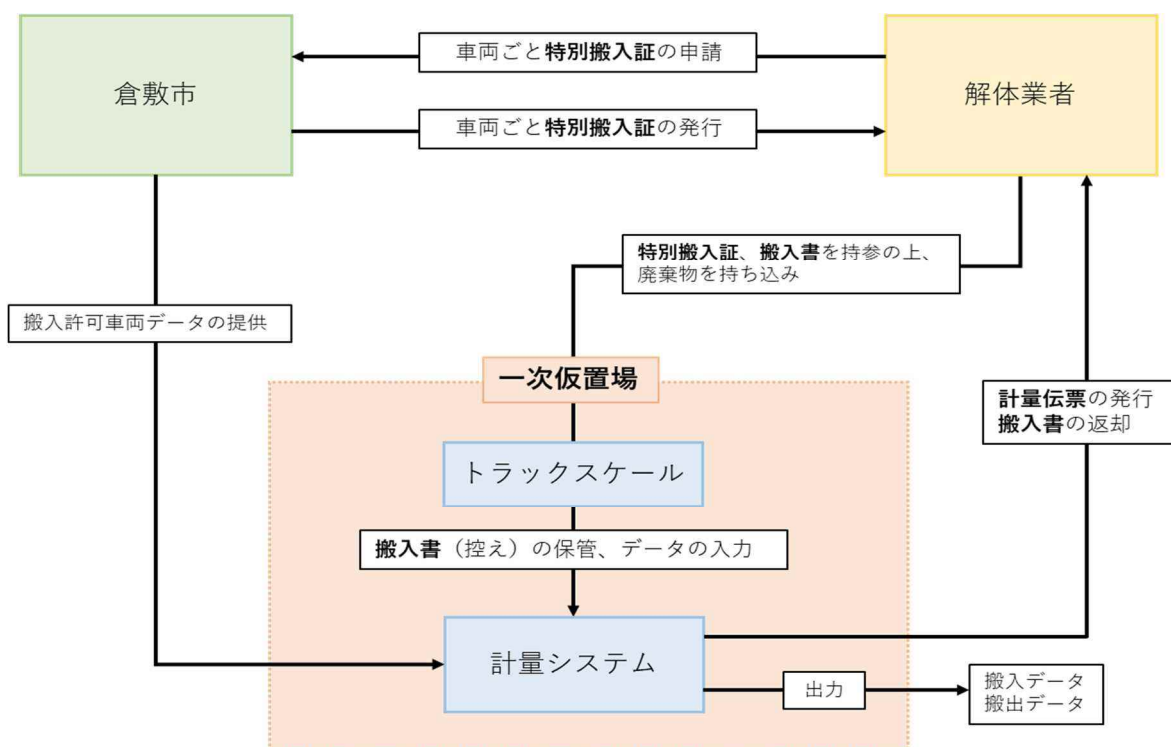 車両ごと特別搬入証の申請
倉敷市
解体業者
車両ごと特別搬入証の発行
特別搬入証、搬入書を持参の上、
廃棄物を持ち込み
搬入許可車両データの提供
一次仮置場
計量伝票の発行
搬入書の返却
トラックスケール
搬入書（控え）の保管、データの入力
計量システム
出力
搬入データ
搬出データ